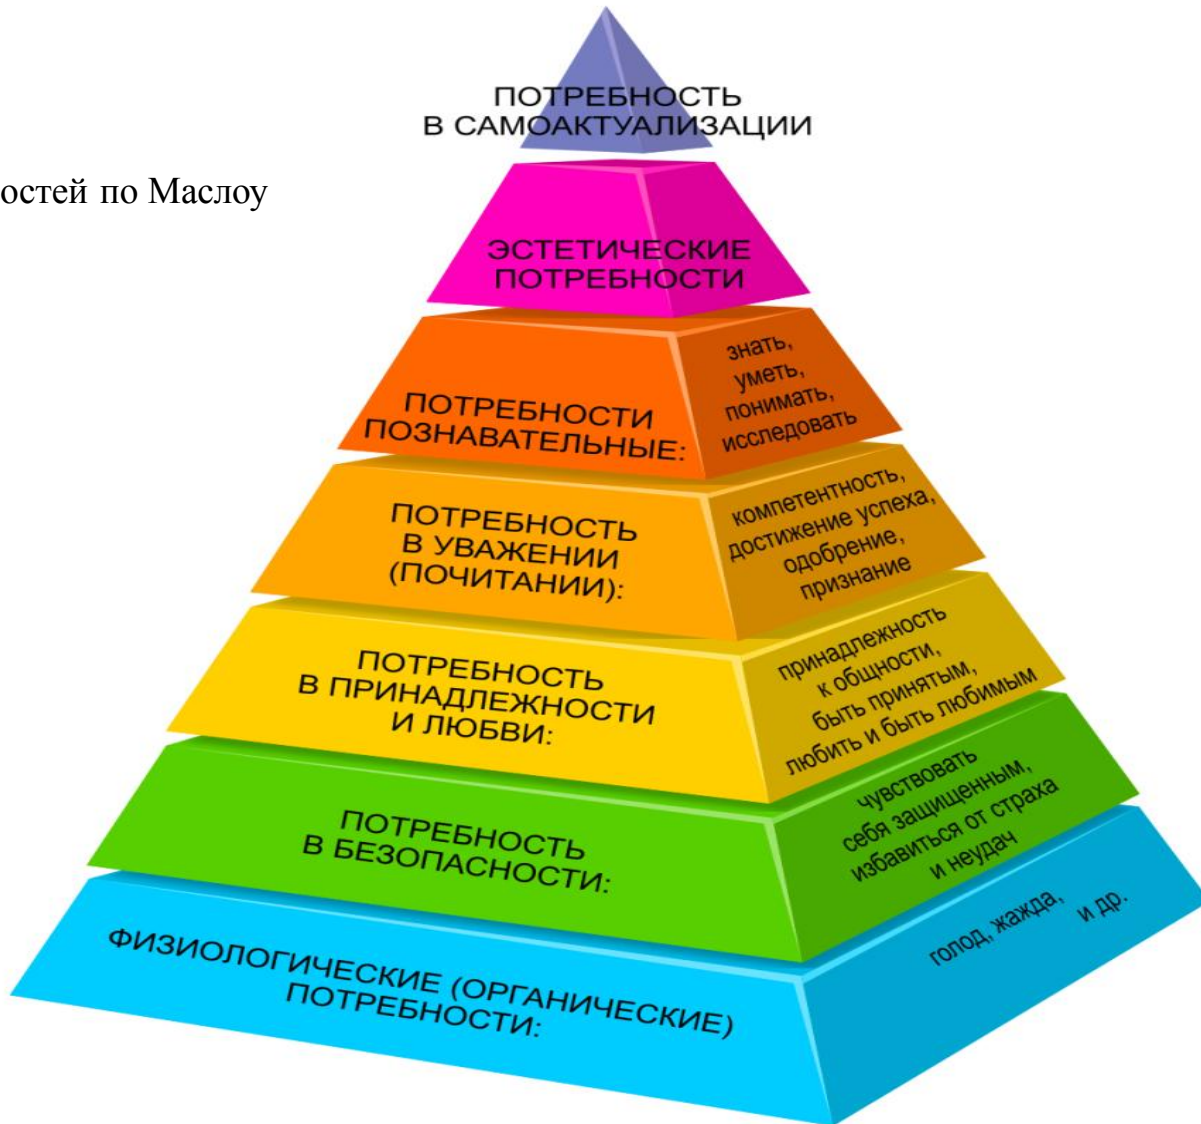 ПОТРЕБНОСТЬ
В САМОАКТУАЛИЗАЦИИ
остей по Маслоу
ЭСТЕТИЧЕСКИЕ
ПОТРЕБНОСТИ
ПОТРЕБНОСТИ
ПОЗНАВАТЕЛЬНЫЕ:
знать,
уметь,
понимать,
исследовать
ПОТРЕБНОСТЬ
В УВАЖЕНИИ
(ПОЧИТАНИИ):
компетентность,
достижение успеха,
одобрение,
признание
ПОТРЕБНОСТЬ
В ПРИНАДЛЕЖНОСТИ
И ЛЮБВИ:
принадлежность
к общности,
быть принятым,
любить и быть любимым
ПОТРЕБНОСТЬ
В БЕЗОПАСНОСТИ:
чувствовать
себя защищенным,
избавиться от страха
и неудач
ФИЗИОЛОГИЧЕСКИЕ (ОРГАНИЧЕСКИЕ)
ПОТРЕБНОСТИ:
голод, жажда,
и др.